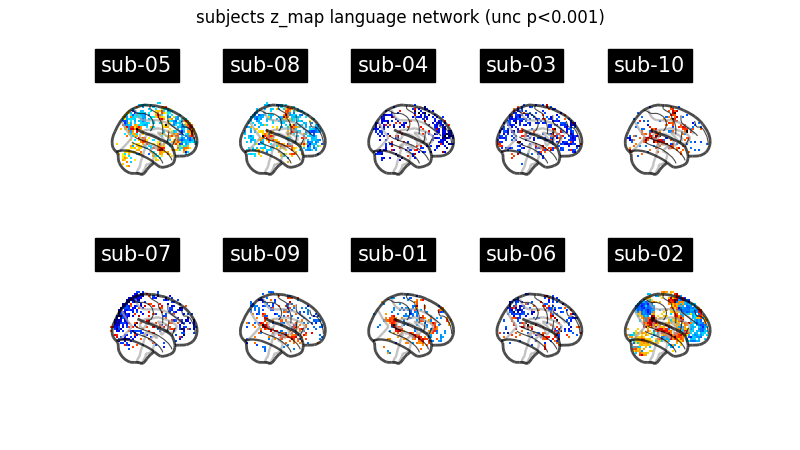 subjects z_map language network (unc p<0.001)
sub-05 sub-08 sub-04 sub-03 sub-10
sub-07 sub-09 sub-01 sub-06 sub-02